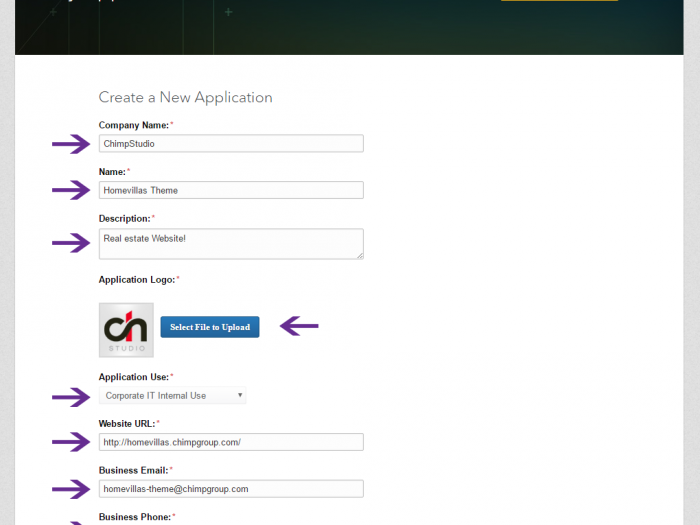 Create a New Application
Company Name:*
ChimpStudio
Name:*
Homevillas Theme
Description:*
Real estate Website!
Application Logo:*
ch
STUDIO
Select File to Upload
Application Use:*
Corporate IT Internal Use
Website URL:*
http://homevillas.chimpgroup.com/
Business Email:*
homevillas-theme@chimpgroup.com
Business Phone:*